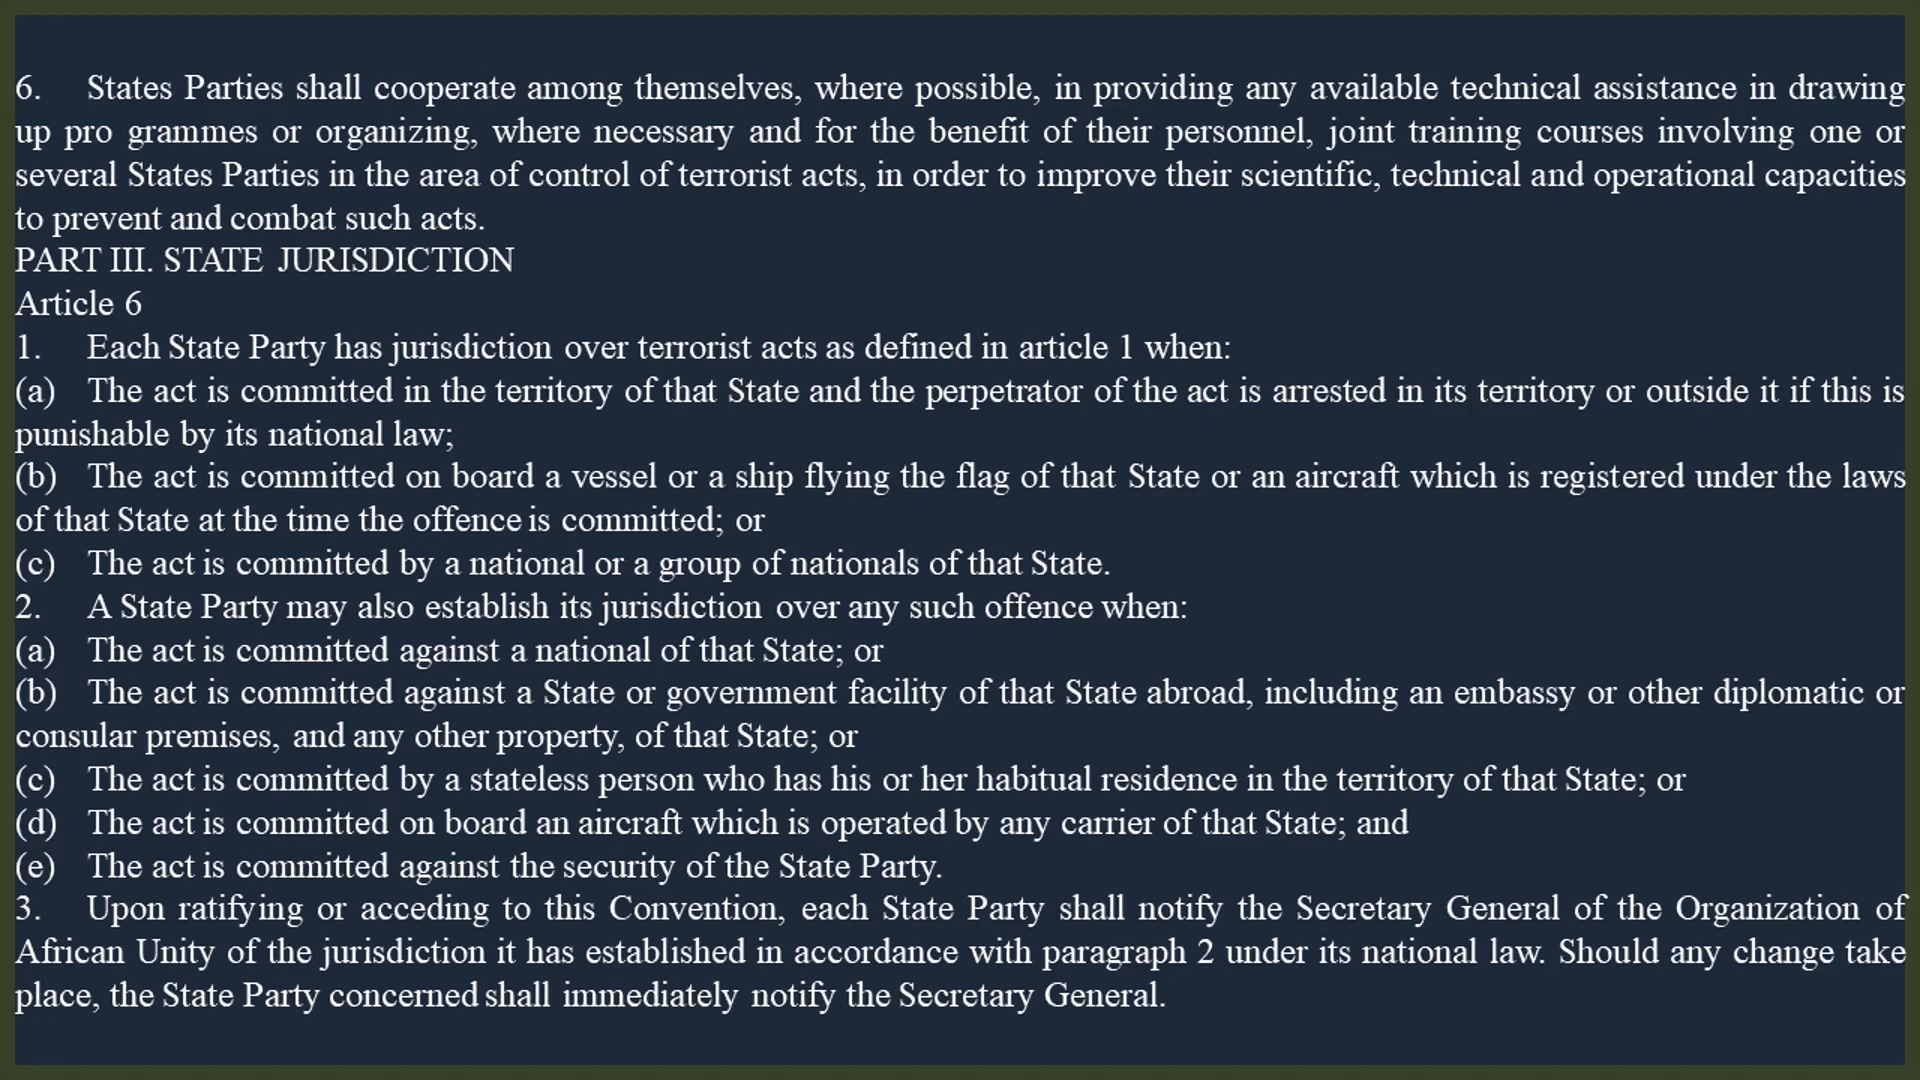 6. States Parties shall cooperate among themselves, where possible, in providing any available technical assistance in drawing
up pro grammes or organizing, where necessary and for the benefit of their personnel, joint training courses involving one or
several States Parties in the area of control of terrorist acts, in order to improve their scientific, technical and operational capacities
to prevent and combat such acts.
PART III. STATE JURISDICTION
Article 6
1. Each State Party has jurisdiction over terrorist acts as defined in article 1 when:
(a) The act is committed in the territory of that State and the perpetrator of the act is arrested in its territory or outside it if this is
punishable by its national law;
(b) The act is committed on board a vessel or a ship flying the flag of that State or an aircraft which is registered under the laws
of that State at the time the offence is committed; or
(c) The act is committed by a national or a group of nationals of that State.
2. A State Party may also establish its jurisdiction over any such offence when:
(a) The act is committed against a national of that State; or
(b) The act is committed against a State or government facility of that State abroad, including an embassy or other diplomatic or
consular premises, and any other property, of that State; or
(c) The act is committed by a stateless person who has his or her habitual residence in the territory of that State; or
(d) The act is committed on board an aircraft which is operated by any carrier of that State; and
(e) The act is committed against the security of the State Party.
3. Upon ratifying or acceding to this Convention, each State Party shall notify the Secretary General of the Organization of
African Unity of the jurisdiction it has established in accordance with paragraph 2 under its national law. Should any change take
place, the State Party concerned shall immediately notify the Secretary General.